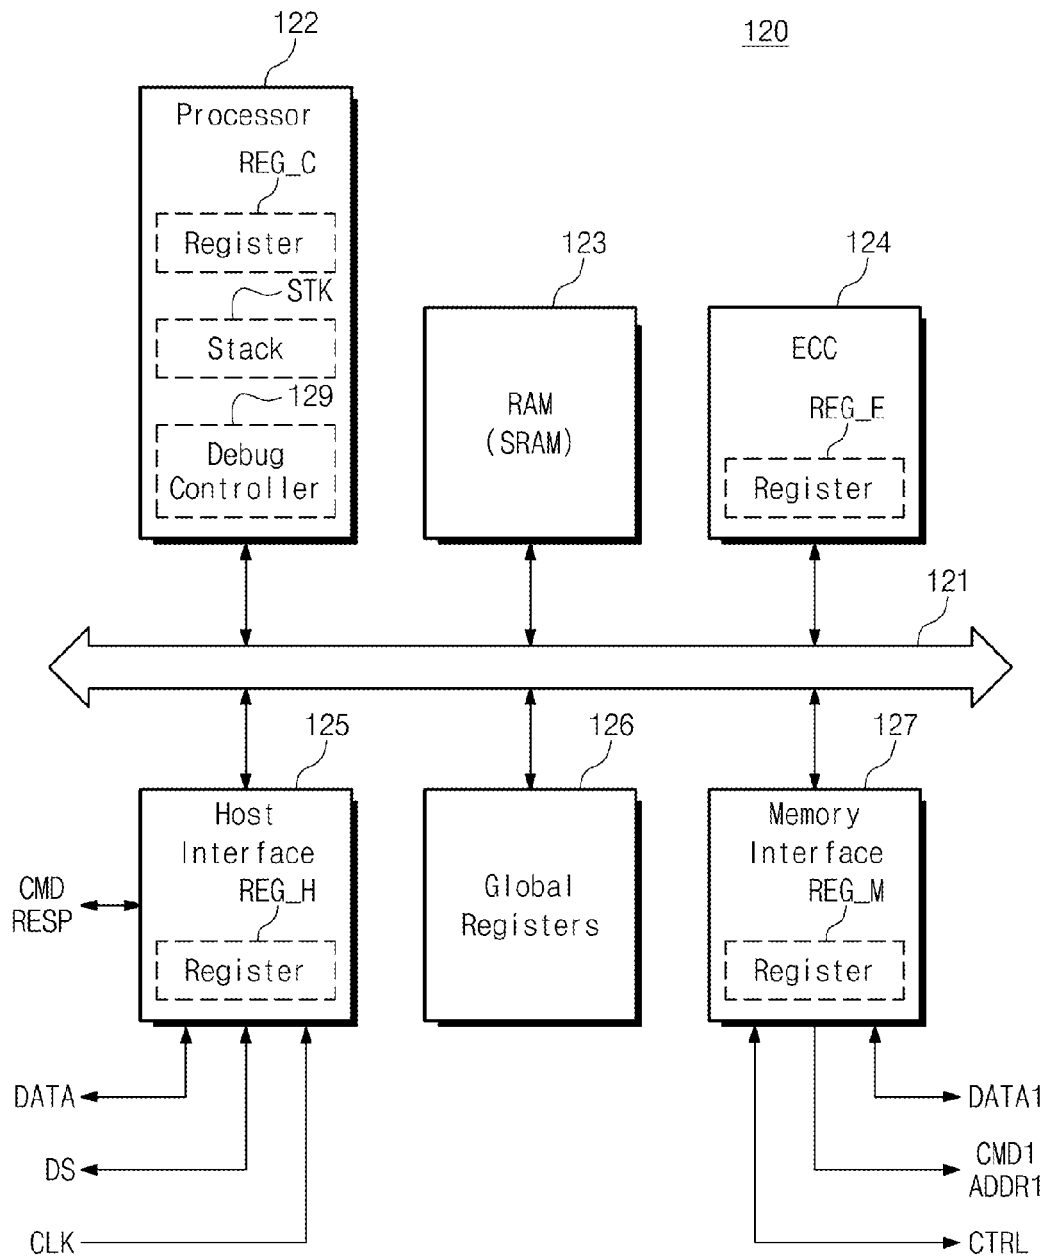 122
120
Processor
REG_C
Register
STK
Stack
129
Debug
Controller
123
RAM
(SRAM)
124
ECC
REG_E
Register
121
125
Host
Interface
REG_H
Register
CMD
RESP
126
Global
Registers
127
Memory
Interface
REG_M
Register
DATA
DS
CLK
DATA1
CMD1
ADDR1
CTRL